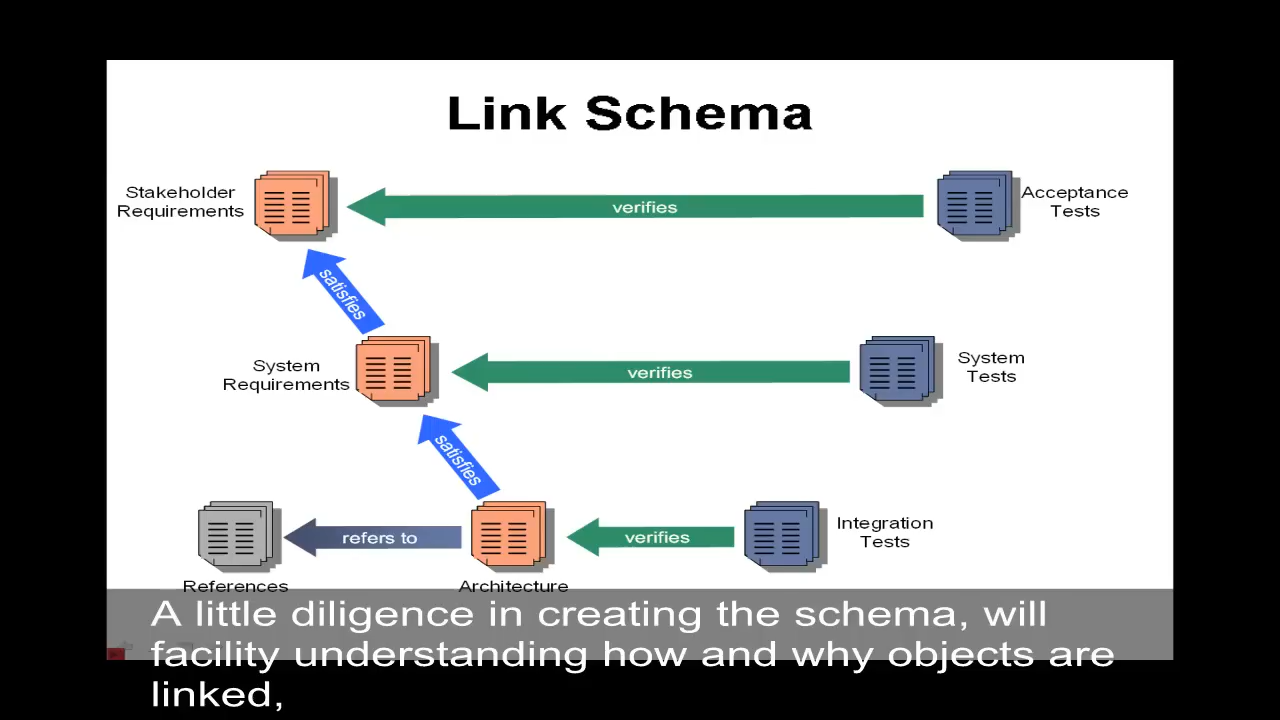 Link Schema
Stakeholder
Requirements
verifies
Acceptance
Tests
satisfies
System
Requirements
verifies
System
Tests
satisfies
refers to
verifies
Integration
Tests
References
Architecture
A little diligence in creating the schema, will
facility understanding how and why objects are
linked,